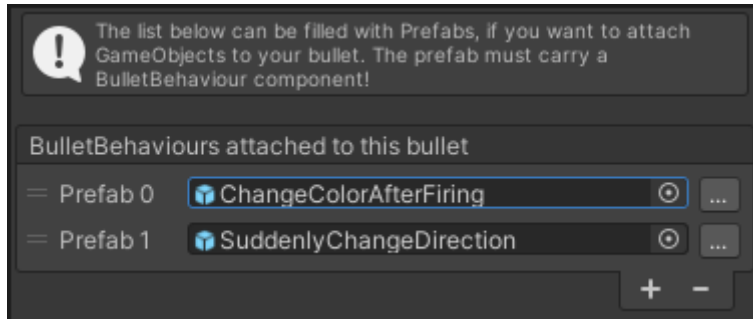 The list below can be filled with Prefabs, if you want to attach
GameObjects to your bullet. The prefab must carry a
BulletBehaviour component!
BulletBehaviours attached to this bullet
Prefab 0 ChangeColorAfterFiring ...
Prefab 1 SuddenlyChangeDirection ...
+ -